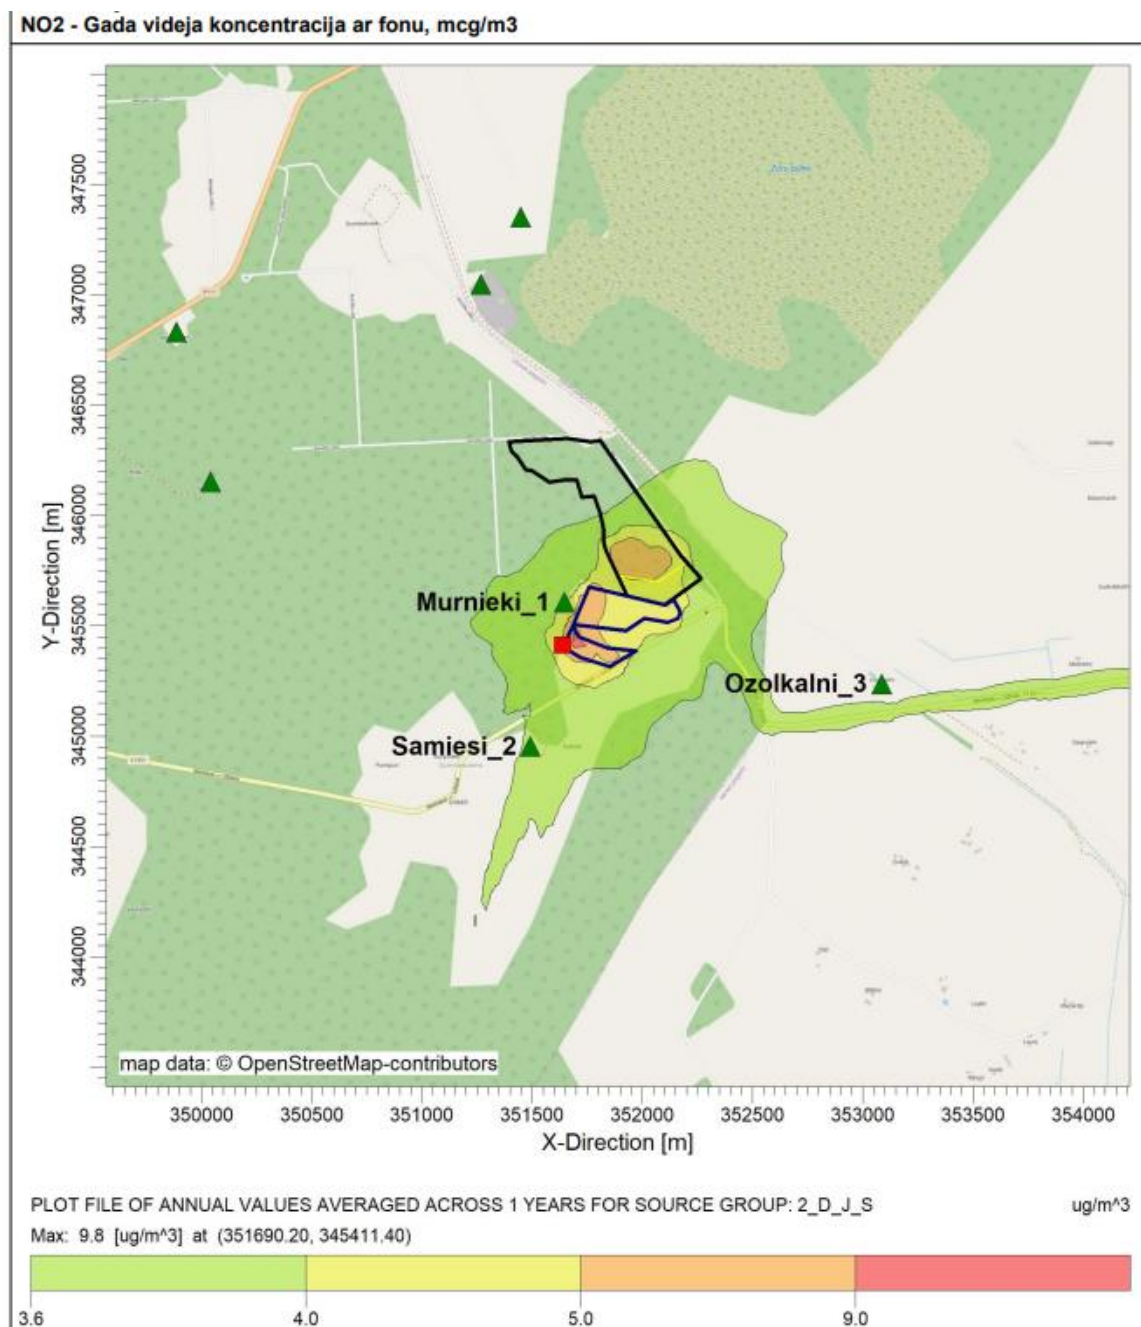 NO2 - Gada videja koncentracija ar fonu, mcg/m3
347500
347000
346500
346000
345500
345000
344500
344000
Y-Direction [m]
Murnieki_1
Ozolkalni_3
Samiesi_2
map data: © OpenStreetMap-contributors
350000 350500 351000 351500 352000 352500 353000 353500 354000
X-Direction [m]
PLOT FILE OF ANNUAL VALUES AVERAGED ACROSS 1 YEARS FOR SOURCE GROUP: 2_D_J_S ug/m^3
Max: 9.8 [ug/m^3] at (351690.20, 345411.40)
3.6 4.0 5.0 9.0